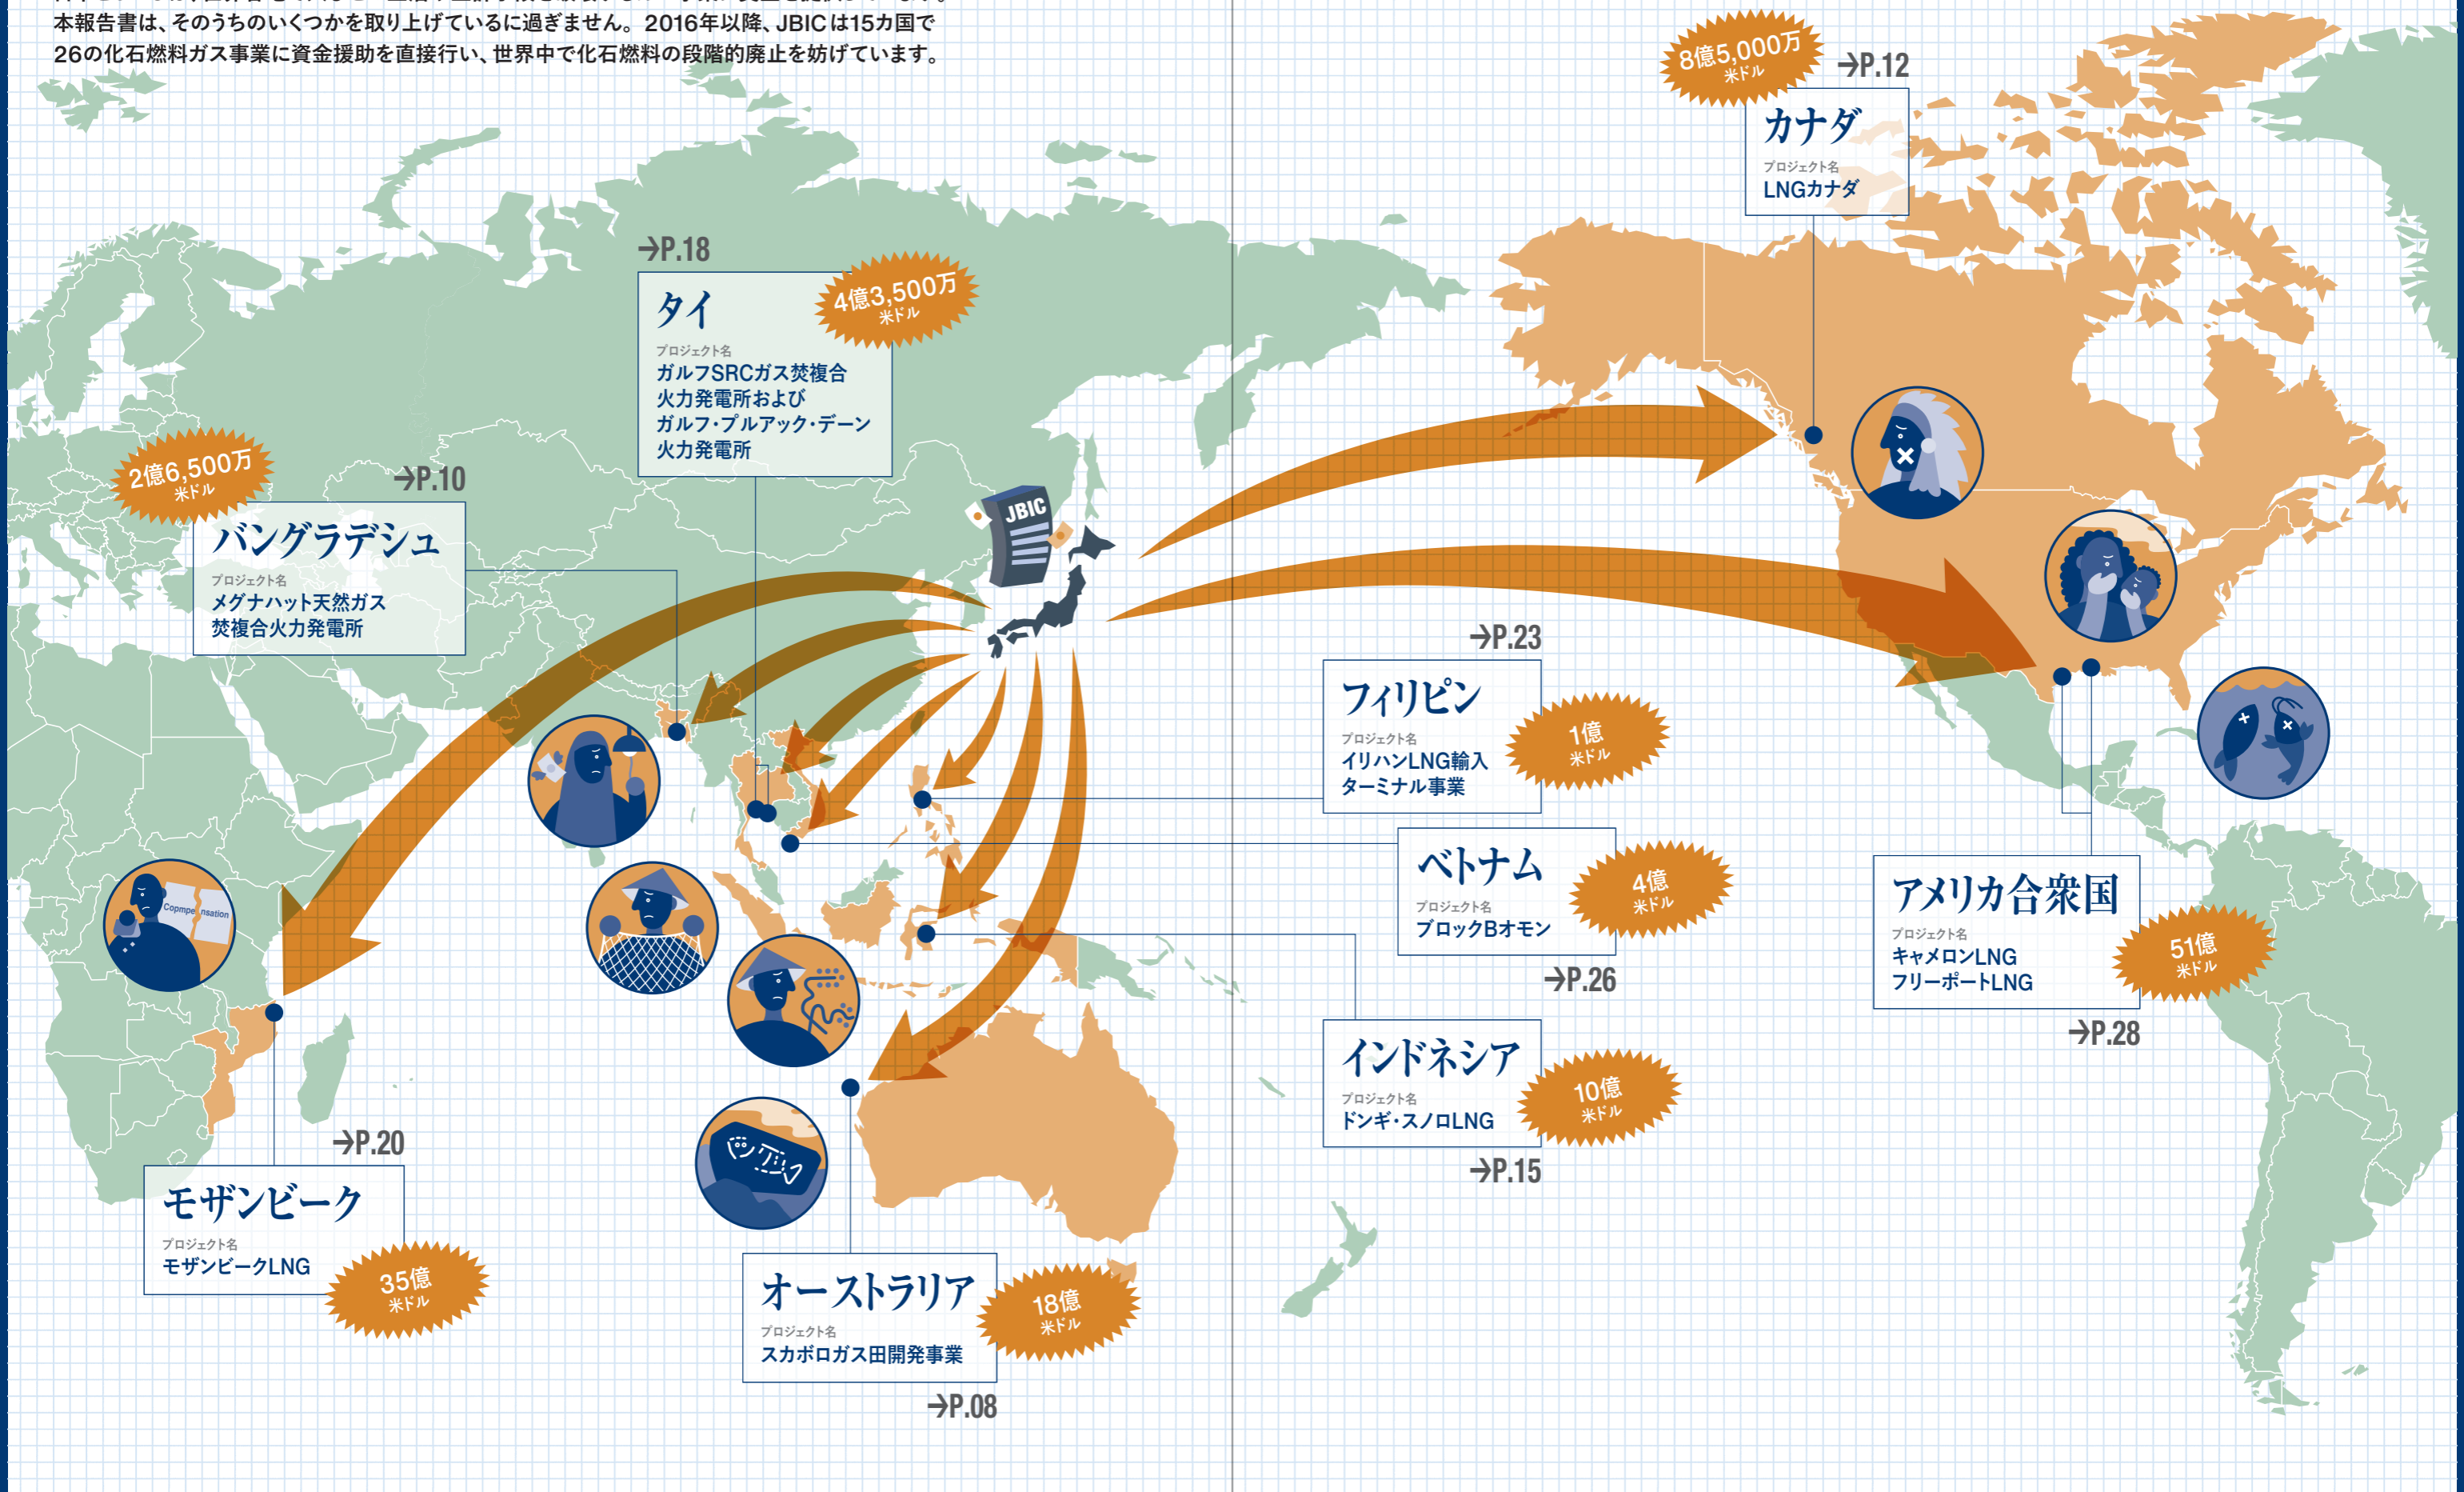 本報告書は、そのうちのいくつかを取り上げているに過ぎません。2016年以降、JBICは15カ国で
26の化石燃料ガス事業に資金援助を直接行い、世界中で化石燃料の段階的廃止を妨げています。
8億5,000万
米ドル
→P.12
カナダ
プロジェクト名
LNGカナダ
→P.18
タイ
4億3,500万
米ドル
プロジェクト名
ガルフSRCガス焚複合
火力発電所および
ガルフ・プルアック・デーン
火力発電所
2億6,500万
米ドル
→P.10
バングラデシュ
プロジェクト名
メグナハット天然ガス
焚複合火力発電所
JBIC
→P.23
フィリピン
プロジェクト名
イリハンLNG輸入
ターミナル事業
1億
米ドル
ベトナム
プロジェクト名
ブロックBオモン
4億
米ドル
→P.26
アメリカ合衆国
プロジェクト名
キャメロンLNG
フリーポートLNG
51億
米ドル
→P.28
Copmpensation
インドネシア
プロジェクト名
ドンギ・スノロLNG
10億
米ドル
→P.15
→P.20
モザンビーク
プロジェクト名
モザンビークLNG
35億
米ドル
オーストラリア
プロジェクト名
スカボロガス田開発事業
18億
米ドル
→P.08